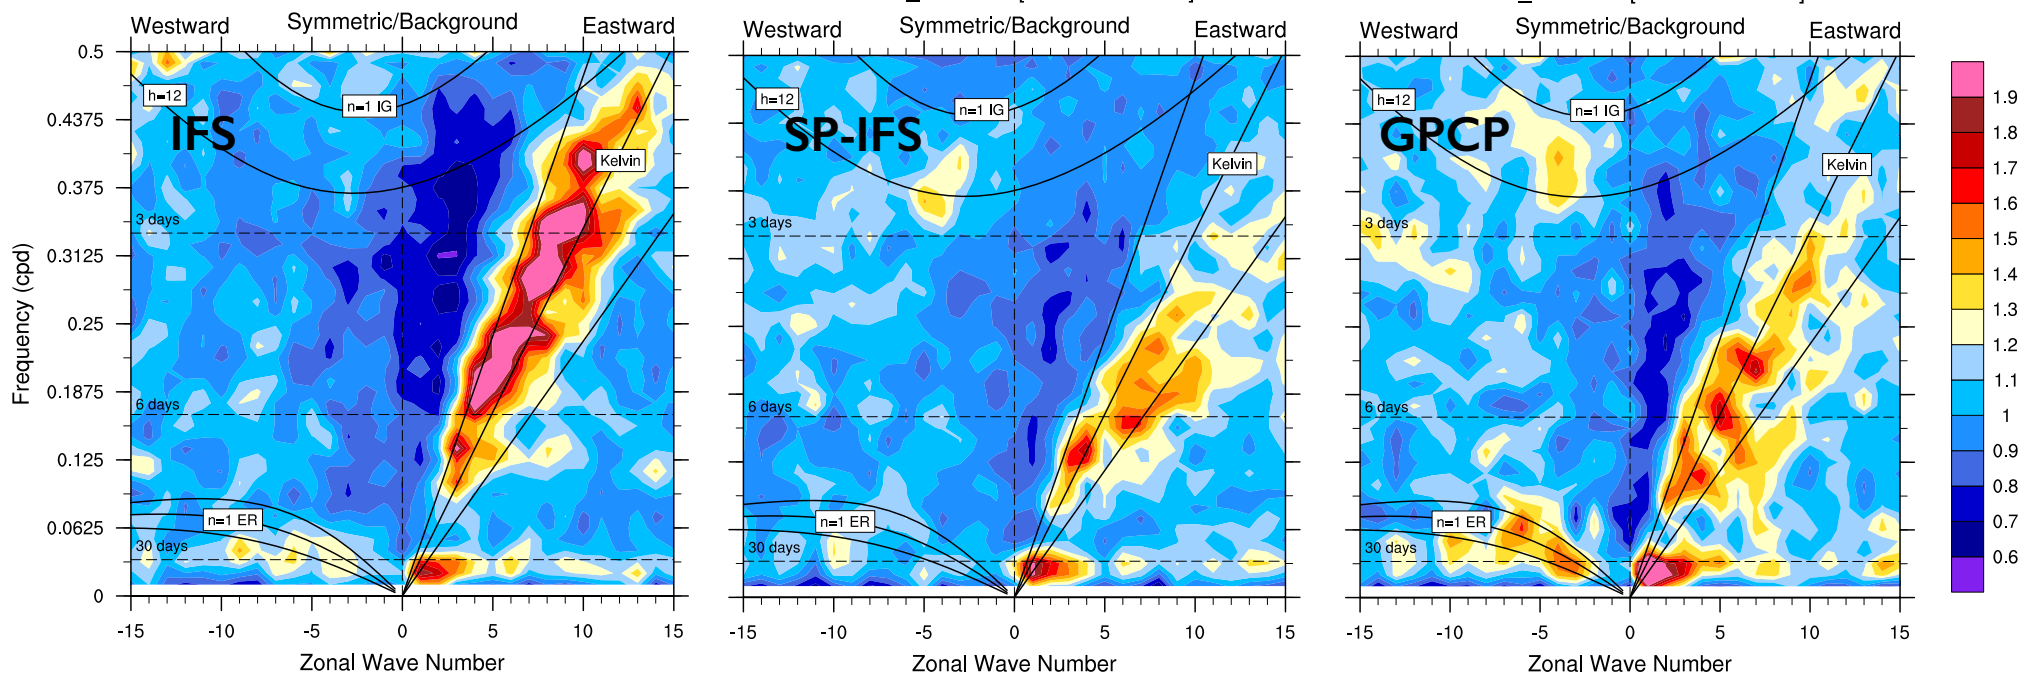 Westward Symmetric/Background Eastward
0.5
h=12
n=1 IG
0.4375
IFS
Kelvin
0.375
3 days
0.3125
Frequency (cpd)
0.25
0.1875
6 days
0.125
0.0625
n=1 ER
30 days
0
-15 -10 -5 0 5 10 15
Zonal Wave Number
Westward Symmetric/Background Eastward
h=12
n=1 IG
SP-IFS
Kelvin
3 days
6 days
n=1 ER
30 days
-15 -10 -5 0 5 10 15
Zonal Wave Number
Westward Symmetric/Background Eastward
h=12
n=1 IG
GPCP
Kelvin
3 days
6 days
n=1 ER
30 days
-15 -10 -5 0 5 10 15
Zonal Wave Number
1.9
1.8
1.7
1.6
1.5
1.4
1.3
1.2
1.1
1
0.9
0.8
0.7
0.6